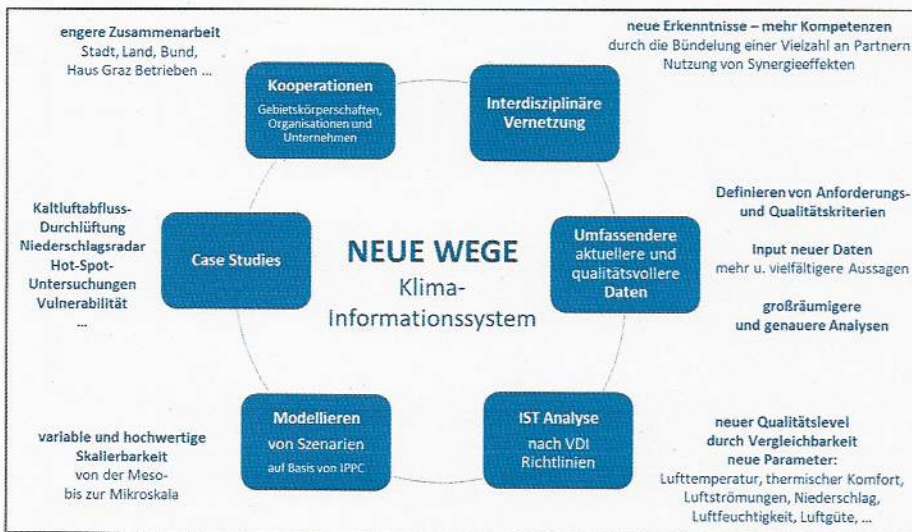 engere Zusammenarbeit
Stadt, Land, Bund,
Haus Graz Betrieben ...
Kooperationen
Gebietskörperschaften,
Organisationen und
Unternehmen
Interdisziplinäre
Vernetzung
neue Erkenntnisse – mehr Kompetenzen
durch die Bündelung einer Vielzahl an Partnern
Nutzung von Synergieeffekten
Kaltluftabfluss-
Durchlüftung
Niederschlagsradar
Hot-Spot-
Untersuchungen
Vulnerabilität
...
Case Studies
NEUE WEGE
Klima-
Informationssystem
Umfassendere
aktuellere und
qualitätsvollere
Daten
Definieren von Anforderungs-
und Qualitätskriterien
Input neuer Daten
mehr u. vielfältigere Aussagen
großräumigere
und genauere Analysen
variable und hochwertige
Skalierbarkeit
von der Meso-
bis zur Mikroskala
Modellieren
von Szenarien
auf Basis von IPPC
IST Analyse
nach VDI
Richtlinien
neuer Qualitätslevel
durch Vergleichbarkeit
neue Parameter:
Lufttemperatur, thermischer Komfort,
Luftströmungen, Niederschlag,
Luftfeuchtigkeit, Luftgüte, ...